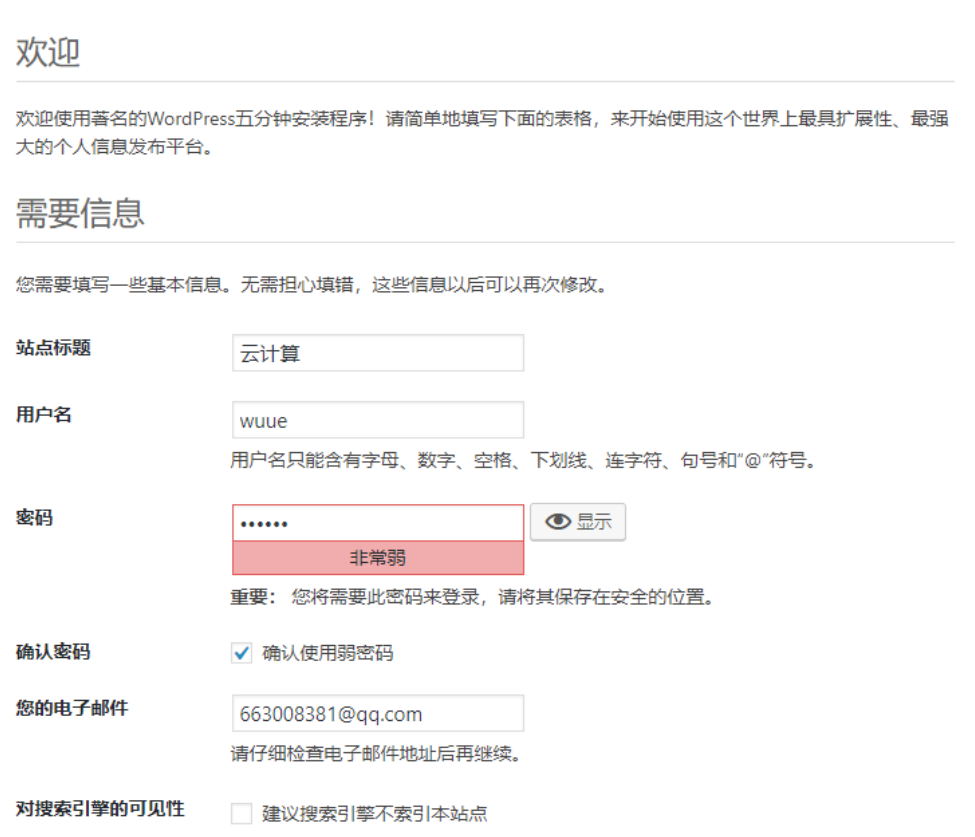 欢迎
欢迎使用著名的WordPress五分钟安装程序！请简单地填写下面的表格，来开始使用这个世界上最具扩展性、最强
大的个人信息发布平台。
需要信息
您需要填写一些基本信息。无需担心填错，这些信息以后可以再次修改。
站点标题 云计算
用户名 wuue
用户名只能含有字母、数字、空格、下划线、连字符、句号和"@"符号。
密码 •••••• 显示
非常弱
重要： 您将需要此密码来登录，请将其保存在安全的位置。
确认密码 确认使用弱密码
您的电子邮件 663008381@qq.com
请仔细检查电子邮件地址后再继续。
对搜索引擎的可见性 建议搜索引擎不索引本站点